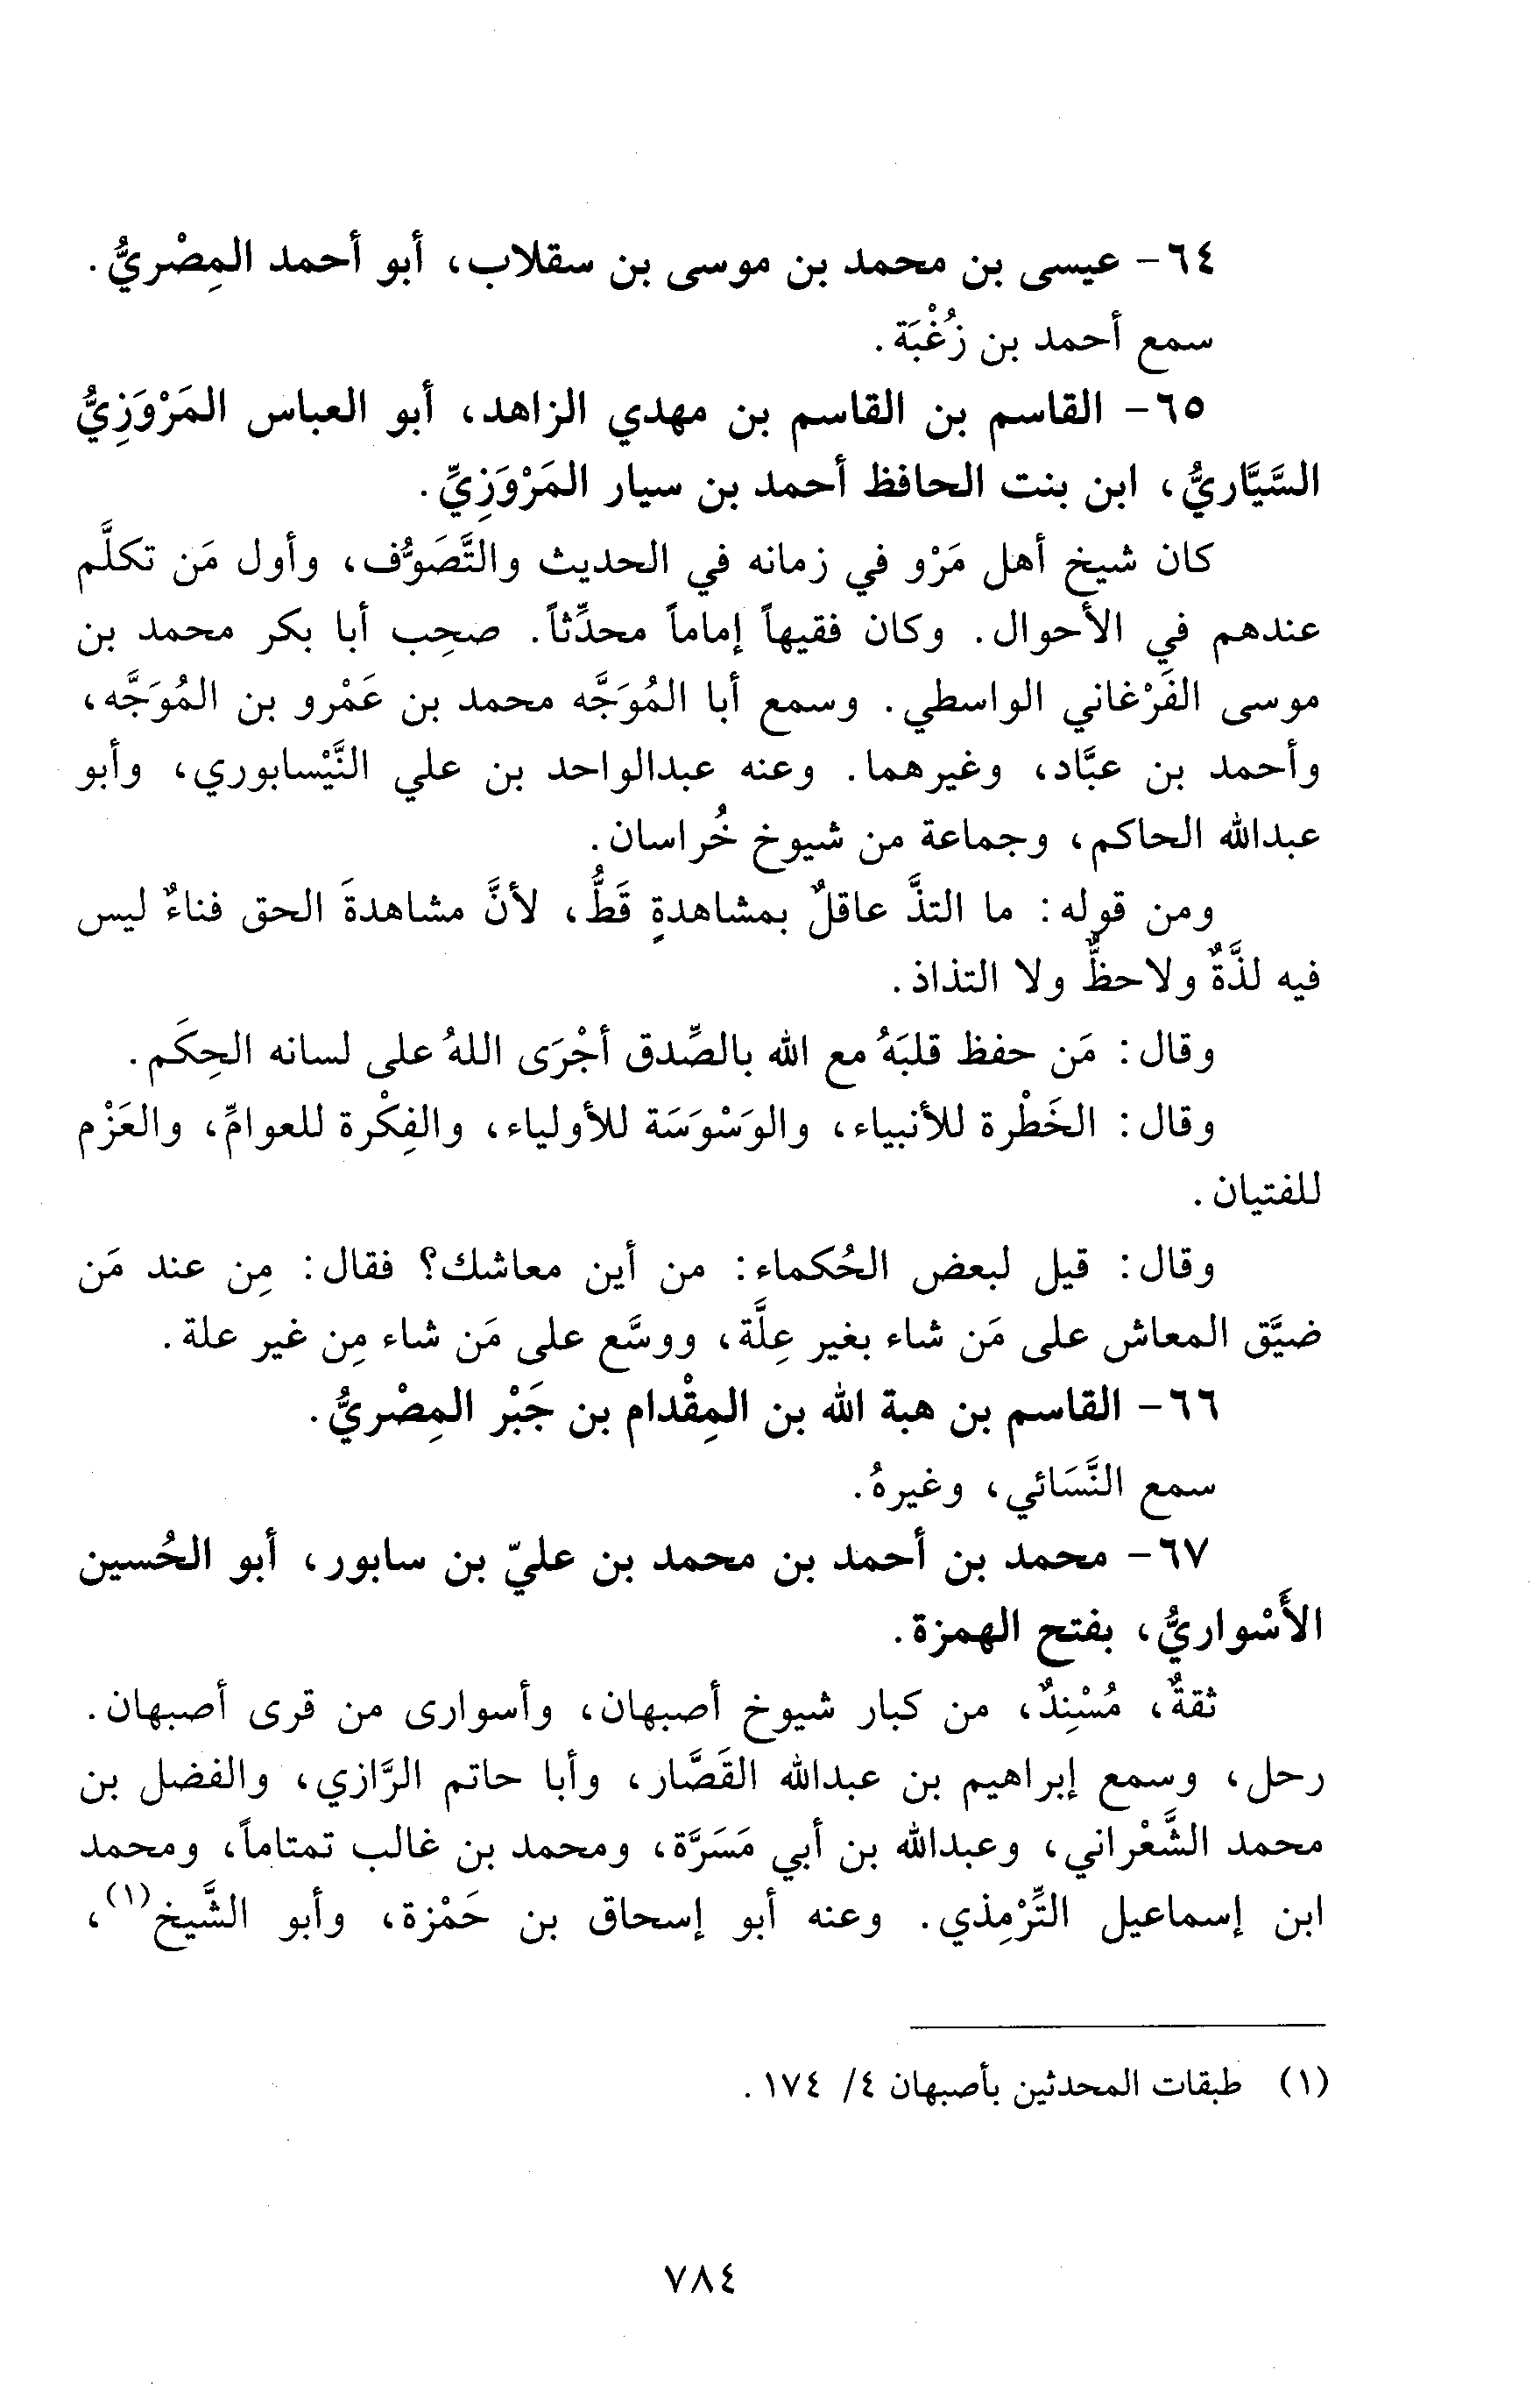 ٦٤- عيسى بن محمد بن موسى بن سقلاب، أبو أحمد المِصْريُّ.
سمع أحمد بن زُغْبَة.
٦٥- القاسم بن القاسم بن مهدي الزاهد، أبو العباس المَرْوَزِيُّ
السَّيَّاريُّ، ابن بنت الحافظ أحمد بن سيار المَرْوَزِيِّ.
كان شيخ أهل مَرْو في زمانه في الحديث والتَّصَوُّف، وأول مَن تكلَّم
عندهم في الأحوال. وكان فقيهاً إماماً محدِّثاً. صحِب أبا بكر محمد بن
موسى الفَرْغاني الواسطي. وسمع أبا المُوَجَّه محمد بن عَمْرو بن المُوَجَّه،
وأحمد بن عبَّاد، وغيرهما. وعنه عبدالواحد بن علي النَّيْسابوري، وأبو
عبدالله الحاكم، وجماعة من شيوخ خُراسان.
ومن قوله: ما التذَّ عاقلٌ بمشاهدةٍ قَطُّ، لأنَّ مشاهدةَ الحق فناءٌ ليس
فيه لذَّةٌ ولاحظٌّ ولا التذاذ.
وقال: مَن حفظ قلبَهُ مع الله بالصِّدق أجْرَى اللهُ على لسانه الحِكَم.
وقال: الخَطْرة للأنبياء، والوَسْوَسَة للأولياء، والفِكْرة للعوامِّ، والعَزْم
للفتيان.
وقال: قيل لبعض الحُكماء: من أين معاشك؟ فقال: مِن عند مَن
ضيَّق المعاش على مَن شاء بغير عِلَّة، ووسَّع على مَن شاء مِن غير علة.
٦٦- القاسم بن هبة الله بن المِقْدام بن جَبْر المِصْريُّ.
سمع النَّسَائي، وغيرهُ.
٦٧- محمد بن أحمد بن محمد بن عليّ بن سابور، أبو الحُسين
الأَسْواريُّ، بفتح الهمزة.
ثقةٌ، مُسْنِدٌ، من كبار شيوخ أصبهان، وأسوارى من قرى أصبهان.
رحل، وسمع إبراهيم بن عبدالله القَصَّار، وأبا حاتم الرَّازي، والفضل بن
محمد الشَّعْراني، وعبدالله بن أبي مَسَرَّة، ومحمد بن غالب تمتاماً، ومحمد
ابن إسماعيل التِّرْمِذي. وعنه أبو إسحاق بن حَمْزة، وأبو الشَّيخ(١)،
(١) طبقات المحدثين بأصبهان ٤/ ١٧٤.
٧٨٤